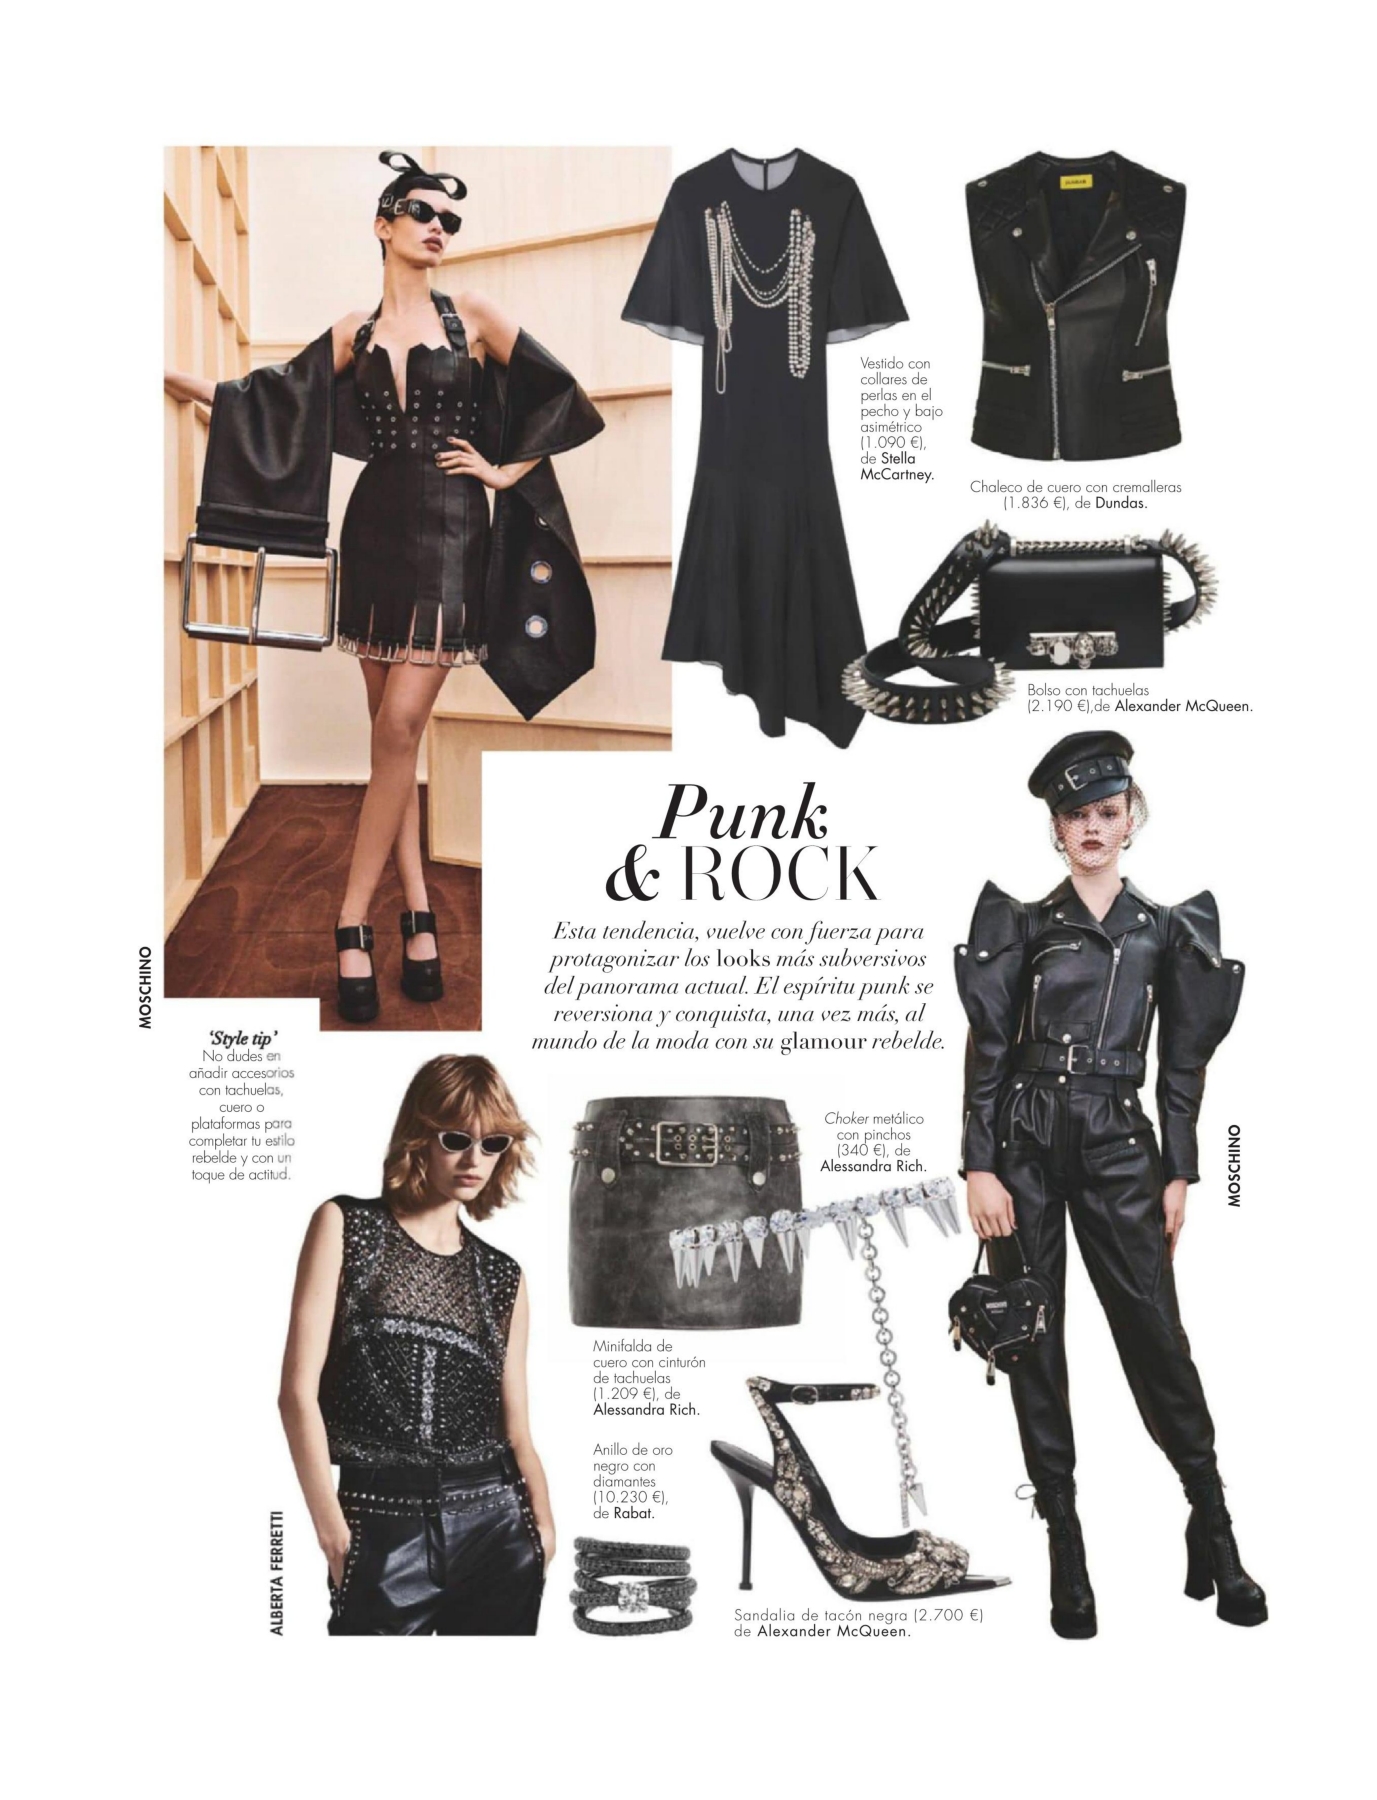 Vestido con
collares de
perlas en el
pecho y bajo
asimétrico
(1.090 €),
de Stella
McCartney.
Chaleco de cuero con cremalleras
(1.836 €), de Dundas.
Bolso con tachuelas
(2.190 €),de Alexander McQueen.
Punk
& ROCK
Esta tendencia, vuelve con fuerza para
protagonizar los looks más subversivos
del panorama actual. El espíritu punk se
reversiona y conquista, una vez más, al
mundo de la moda con su glamour rebelde.
MOSCHINO
'Style tip'
No dudes en
añadir accesorios
con tachuelas,
cuero o
plataformas para
completar tu estilo
rebelde y con un
toque de actitud.
Choker metálico
con pinchos
(340 €), de
Alessandra Rich.
MOSCHINO
Minifalda de
cuero con cinturón
de tachuelas
(1.209 €), de
Alessandra Rich.
Anillo de oro
negro con
diamantes
(10.230 €),
de Rabat.
ALBERTA FERRETTI
Sandalia de tacón negra (2.700 €)
de Alexander McQueen.